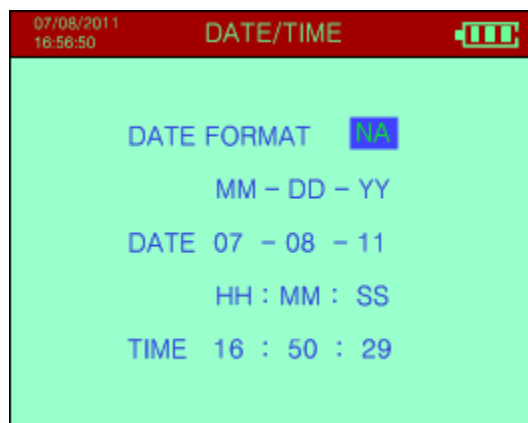 07/08/2011
16:56:50
DATE/TIME
DATE FORMAT NA
MM - DD - YY
DATE 07 - 08 - 11
HH : MM : SS
TIME 16 : 50 : 29